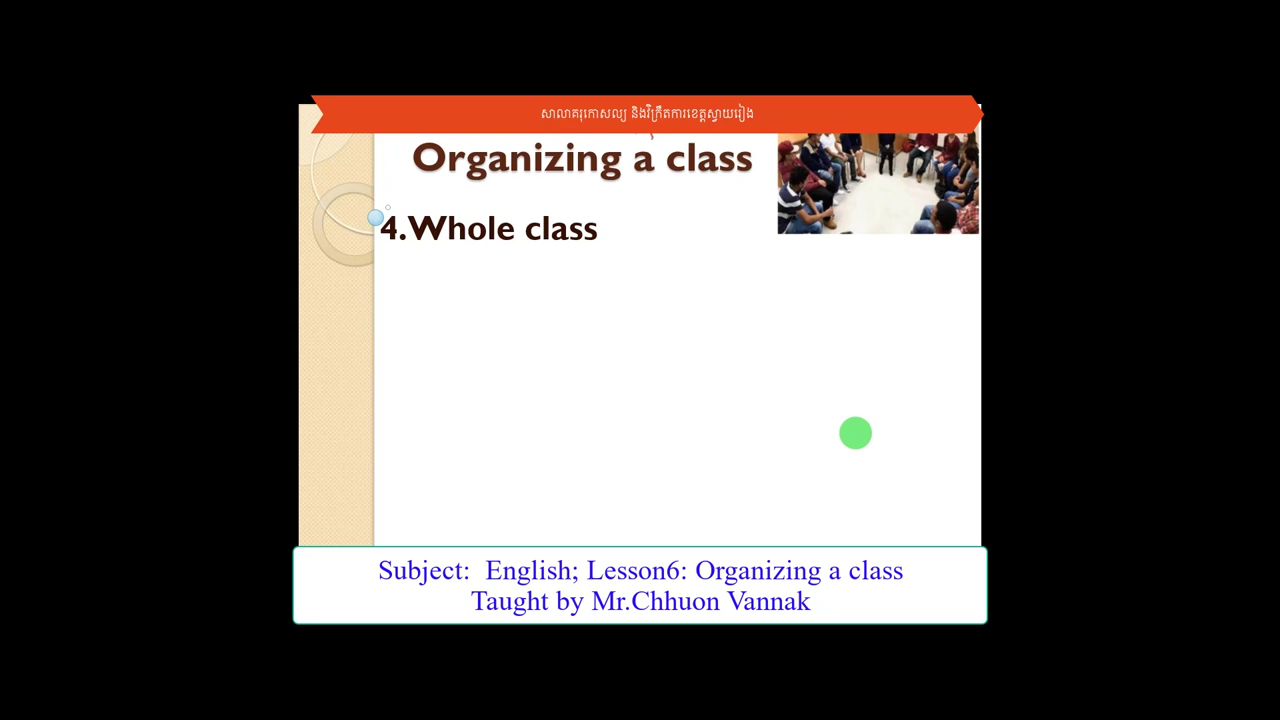 សាលាគរុកោសល្យ និងវិក្រឹតការខេត្តស្វាយរៀង
Organizing a class
4.Whole class
Subject:  English; Lesson6: Organizing a class
Taught by Mr.Chhuon Vannak